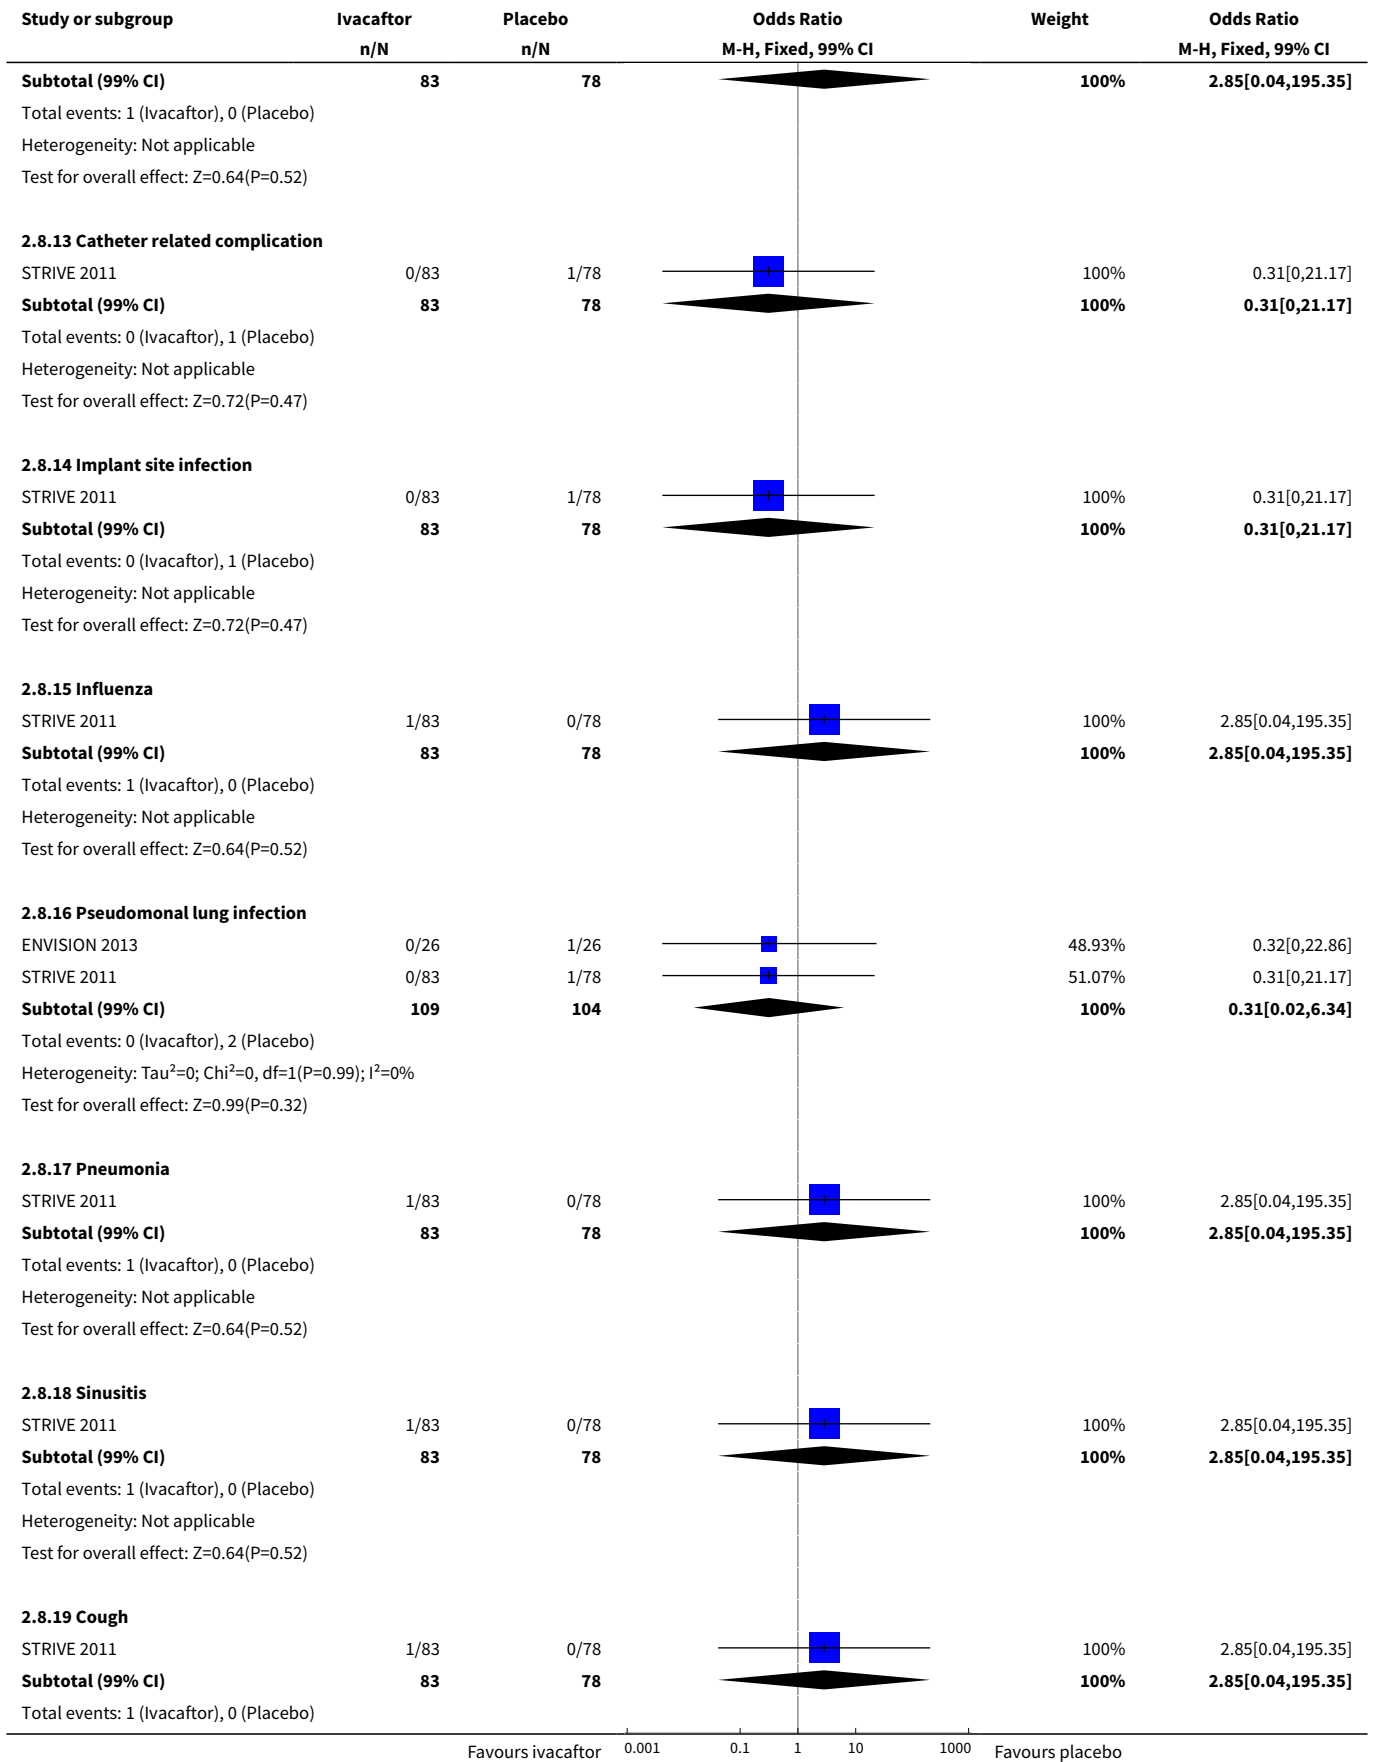 Study or subgroup Ivacaftor Placebo Odds Ratio Weight Odds Ratio
n/N n/N M-H, Fixed, 99% CI M-H, Fixed, 99% CI
Subtotal (99% CI) 83 78 100% 2.85[0.04,195.35]
Total events: 1 (Ivacaftor), 0 (Placebo)
Heterogeneity: Not applicable
Test for overall effect: Z=0.64(P=0.52)
2.8.13 Catheter related complication
STRIVE 2011 0/83 1/78 100% 0.31[0,21.17]
Subtotal (99% CI) 83 78 100% 0.31[0,21.17]
Total events: 0 (Ivacaftor), 1 (Placebo)
Heterogeneity: Not applicable
Test for overall effect: Z=0.72(P=0.47)
2.8.14 Implant site infection
STRIVE 2011 0/83 1/78 100% 0.31[0,21.17]
Subtotal (99% CI) 83 78 100% 0.31[0,21.17]
Total events: 0 (Ivacaftor), 1 (Placebo)
Heterogeneity: Not applicable
Test for overall effect: Z=0.72(P=0.47)
2.8.15 Influenza
STRIVE 2011 1/83 0/78 100% 2.85[0.04,195.35]
Subtotal (99% CI) 83 78 100% 2.85[0.04,195.35]
Total events: 1 (Ivacaftor), 0 (Placebo)
Heterogeneity: Not applicable
Test for overall effect: Z=0.64(P=0.52)
2.8.16 Pseudomonal lung infection
ENVISION 2013 0/26 1/26 48.93% 0.32[0,22.86]
STRIVE 2011 0/83 1/78 51.07% 0.31[0,21.17]
Subtotal (99% CI) 109 104 100% 0.31[0.02,6.34]
Total events: 0 (Ivacaftor), 2 (Placebo)
Heterogeneity: Tau²=0; Chi²=0, df=1(P=0.99); I²=0%
Test for overall effect: Z=0.99(P=0.32)
2.8.17 Pneumonia
STRIVE 2011 1/83 0/78 100% 2.85[0.04,195.35]
Subtotal (99% CI) 83 78 100% 2.85[0.04,195.35]
Total events: 1 (Ivacaftor), 0 (Placebo)
Heterogeneity: Not applicable
Test for overall effect: Z=0.64(P=0.52)
2.8.18 Sinusitis
STRIVE 2011 1/83 0/78 100% 2.85[0.04,195.35]
Subtotal (99% CI) 83 78 100% 2.85[0.04,195.35]
Total events: 1 (Ivacaftor), 0 (Placebo)
Heterogeneity: Not applicable
Test for overall effect: Z=0.64(P=0.52)
2.8.19 Cough
STRIVE 2011 1/83 0/78 100% 2.85[0.04,195.35]
Subtotal (99% CI) 83 78 100% 2.85[0.04,195.35]
Total events: 1 (Ivacaftor), 0 (Placebo)
Favours ivacaftor 0.001 0.1 1 10 1000 Favours placebo